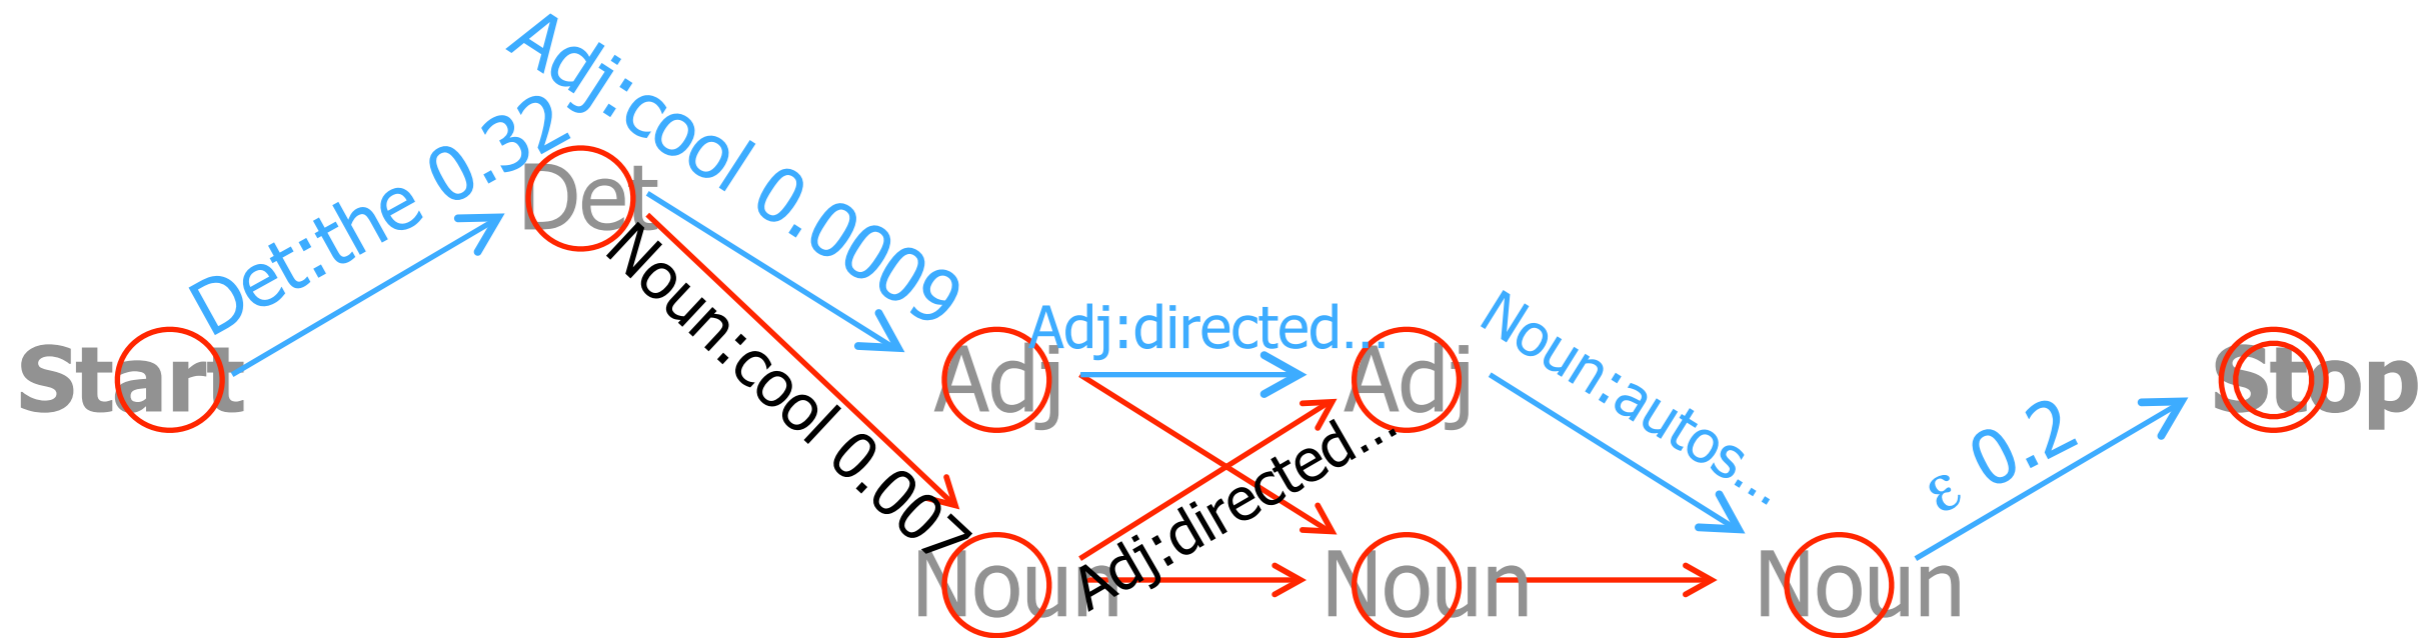 Adj:cool 0.0009
Det:the 0.32
Det
Noun:cool 0.007
Adj:directed...
Noun:autos...
Start
Adj
Adj
Stop
Adj:directed...
ε 0.2
Noun
Noun
Noun